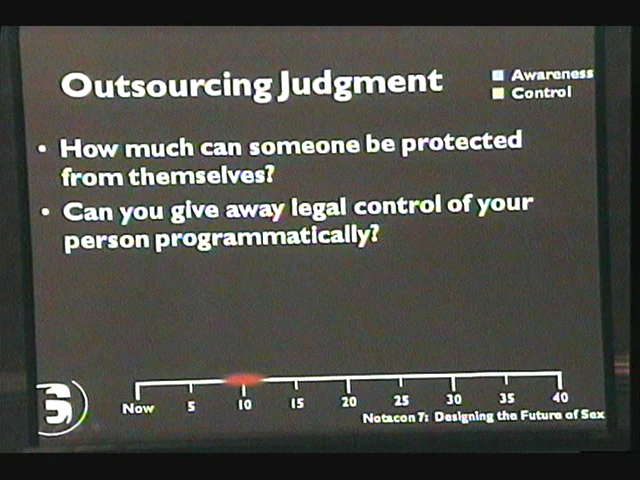 Outsourcing Judgment
Awareness
Control
• How much can someone be protected
from themselves?
• Can you give away legal control of your
person programmatically?
Now 5 10 15 20 25 30 35 40
Notacon 7: Designing the Future of Sex